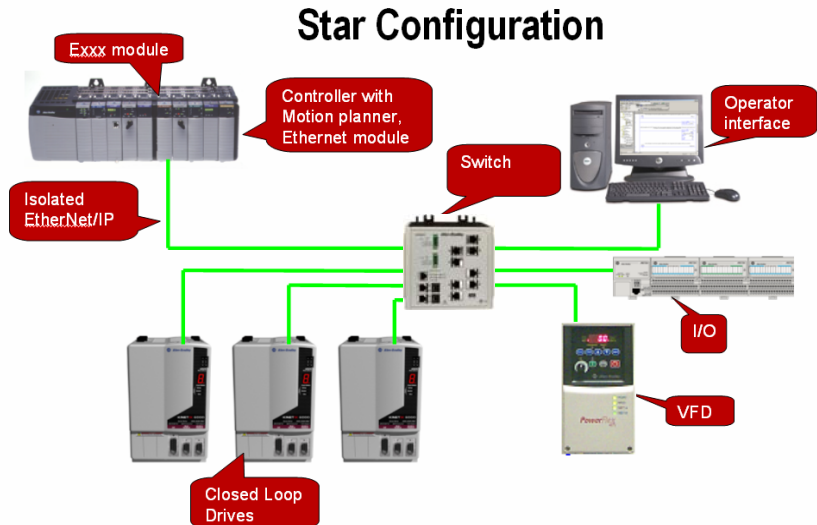 Star Configuration
Exxx module
Controller with
Motion planner,
Ethernet module
Operator
interface
Switch
Isolated
EtherNet/IP
I/O
VFD
PowerFlex
Closed Loop
Drives